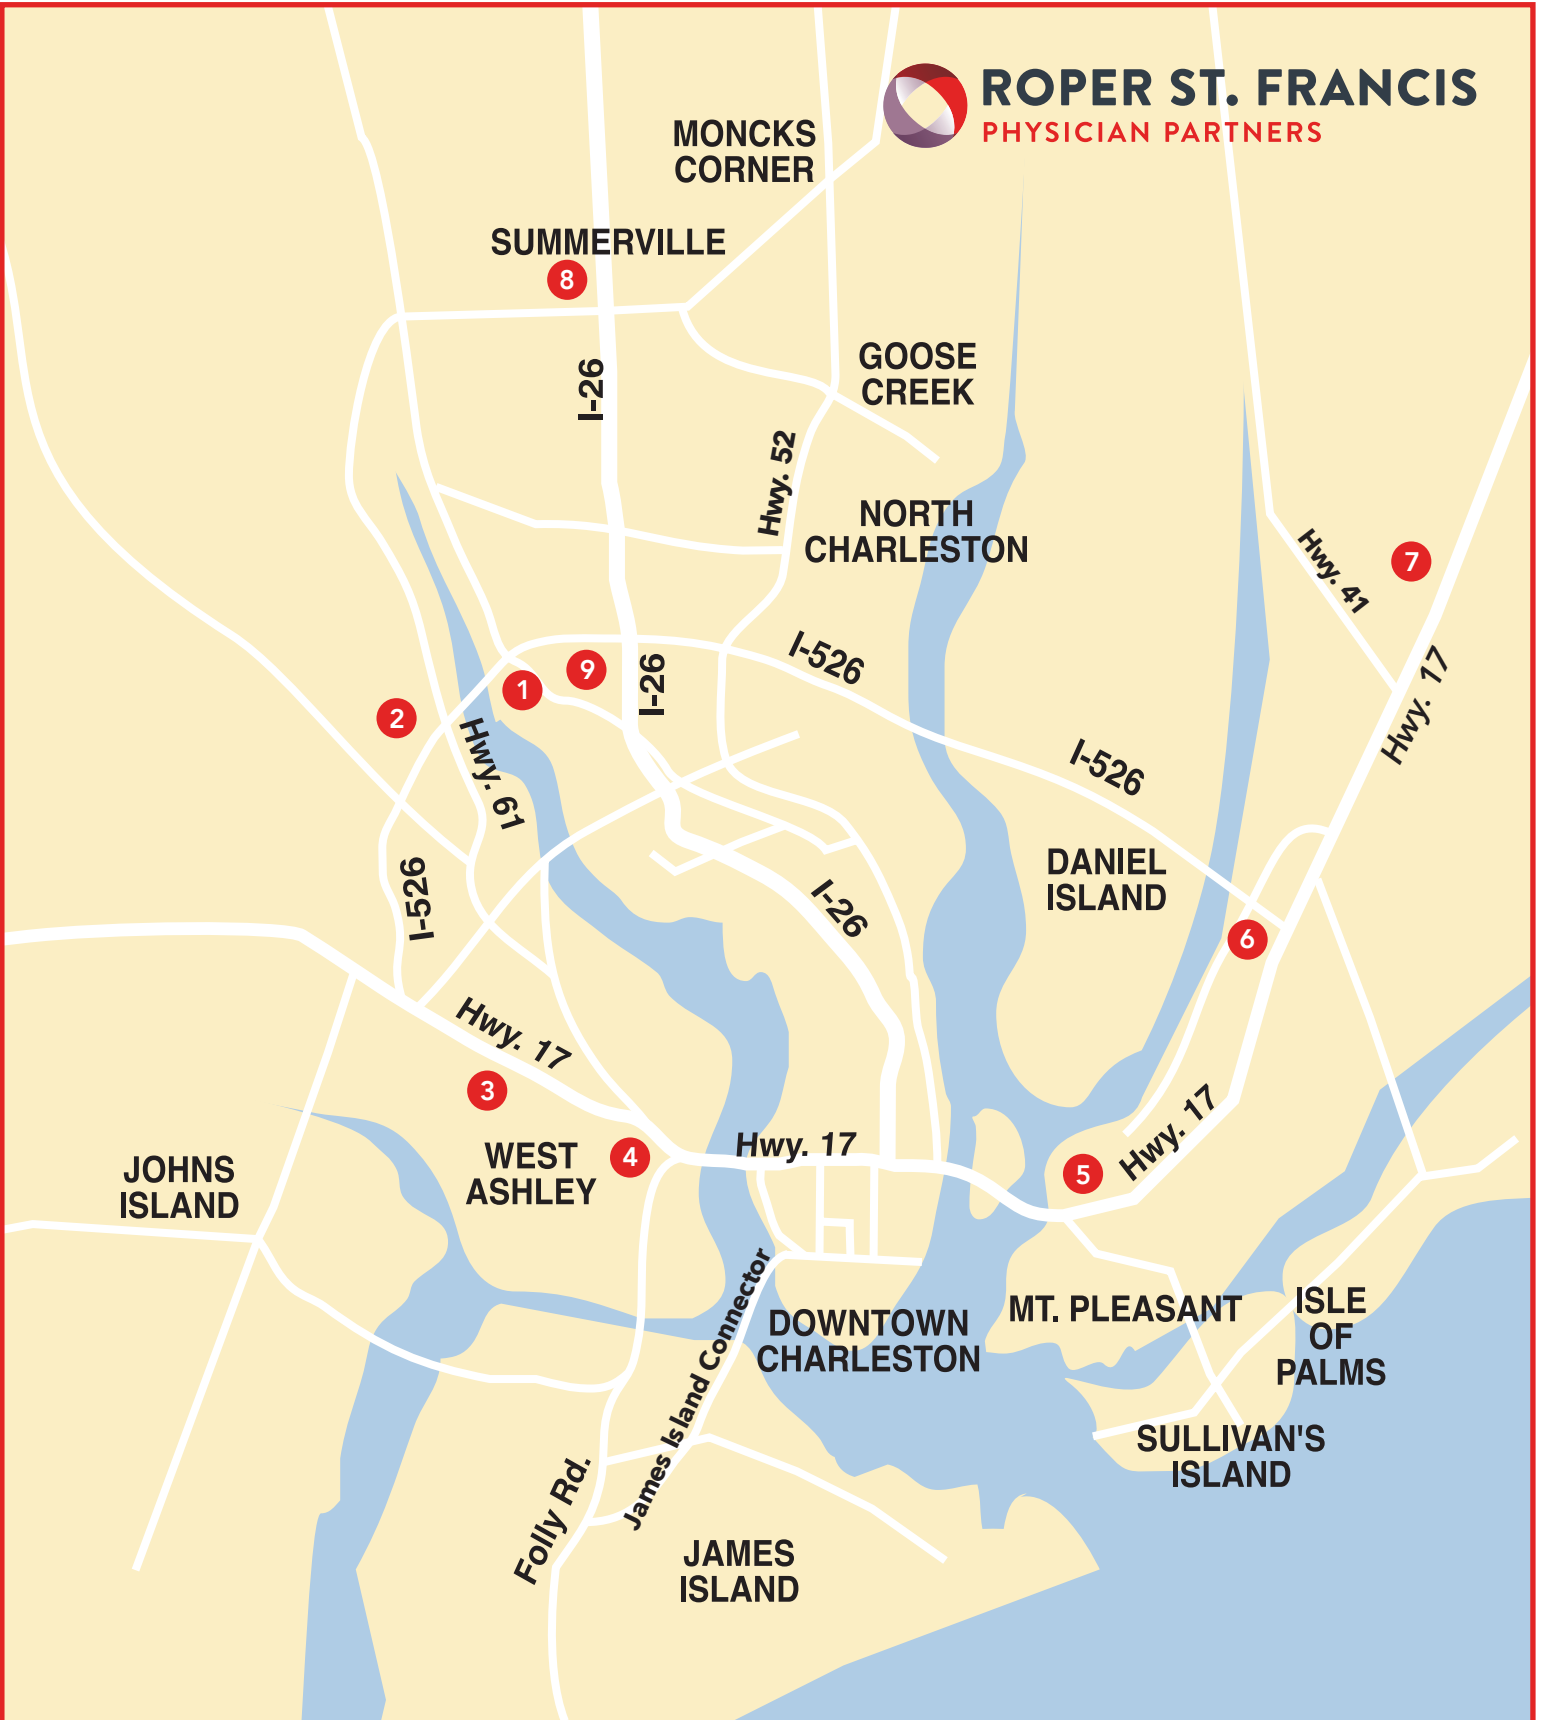 ROPER ST. FRANCIS
PHYSICIAN PARTNERS
MONCKS
CORNER
SUMMERVILLE
8
I-26
GOOSE
CREEK
Hwy. 52
NORTH
CHARLESTON
Hwy. 41
7
I-526
9
1
I-26
2
Hwy. 17
Hwy. 61
I-526
I-526
DANIEL
ISLAND
I-26
6
Hwy. 17
3
Hwy. 17
Hwy. 17
WEST
ASHLEY
4
5
JOHNS
ISLAND
MT. PLEASANT
ISLE
OF
PALMS
DOWNTOWN
CHARLESTON
James Island Connector
SULLIVAN'S
ISLAND
Folly Rd.
JAMES
ISLAND